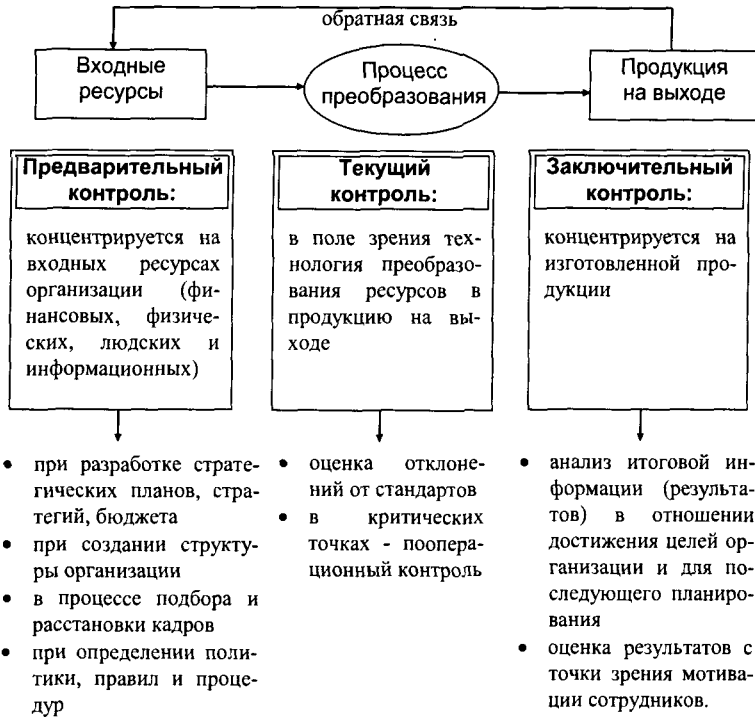 обратная связь
Входные
ресурсы
Процесс
преобразования
Продукция
на выходе
Предварительный
контроль:
концентрируется на
входных ресурсах
организации (фи-
нансовых, физиче-
ских, людских и
информационных)
Текущий
контроль:
в поле зрения тех-
нология преобразо-
вания ресурсов в
продукцию на вы-
ходе
Заключительный
контроль:
концентрируется на
изготовленной про-
дукции
• при разработке страте-
гических планов, стра-
тегий, бюджета
• при создании структу-
ры организации
• в процессе подбора и
расстановки кадров
• при определении поли-
тики, правил и проце-
дур
• оценка отклоне-
ний от стандартов
• в критических
точках - поопера-
ционный контроль
• анализ итоговой ин-
формации (результа-
тов) в отношении
достижения целей ор-
ганизации и для по-
следующего планиро-
вания
• оценка результатов с
точки зрения мотива-
ции сотрудников.